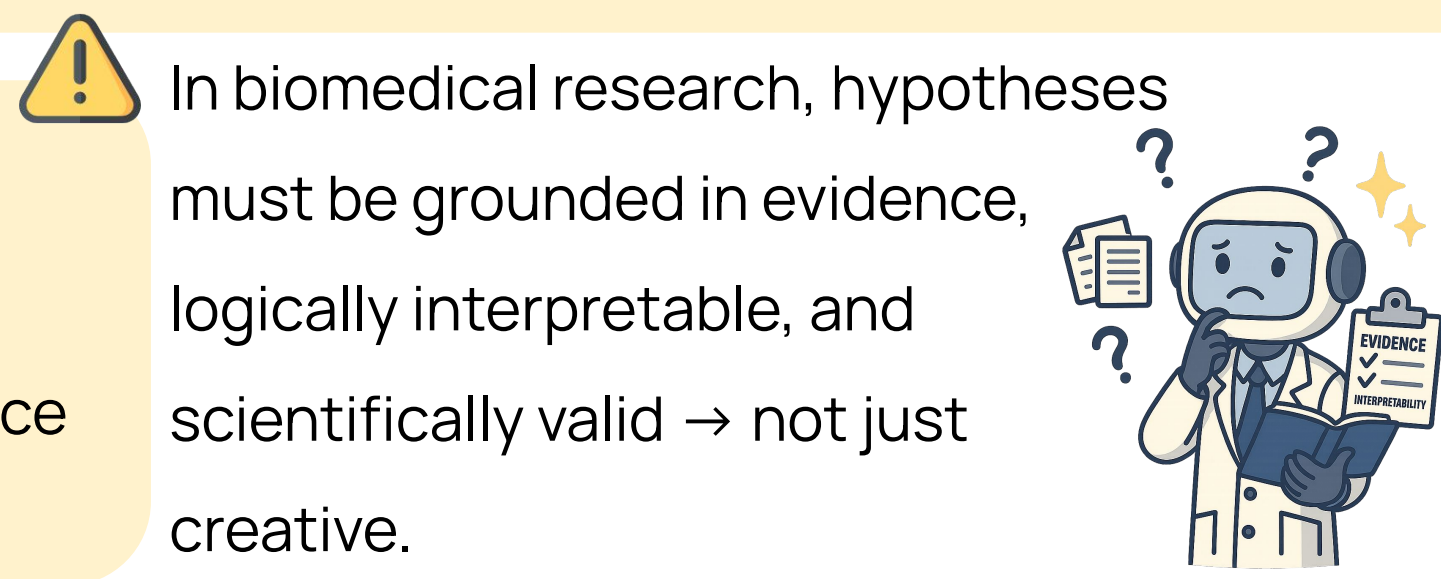 In biomedical research, hypotheses
must be grounded in evidence,
logically interpretable, and
scientifically valid → not just
creative.
ce
EVIDENCE
INTERPRETABILITY